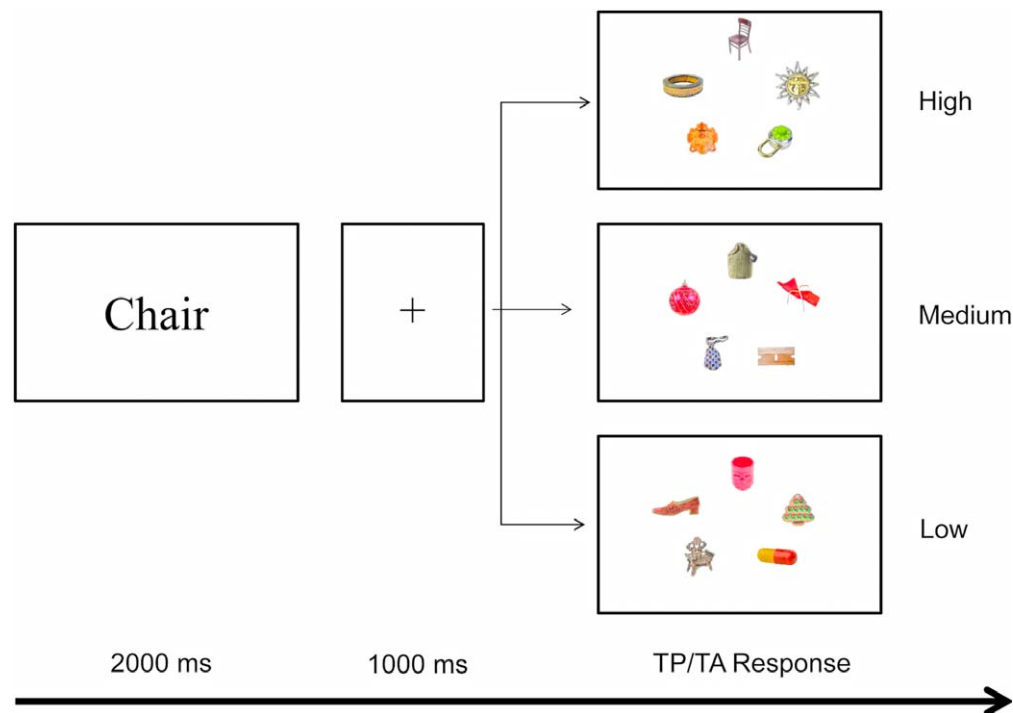 High
Chair
+
Medium
Low
2000 ms
1000 ms
TP/TA Response